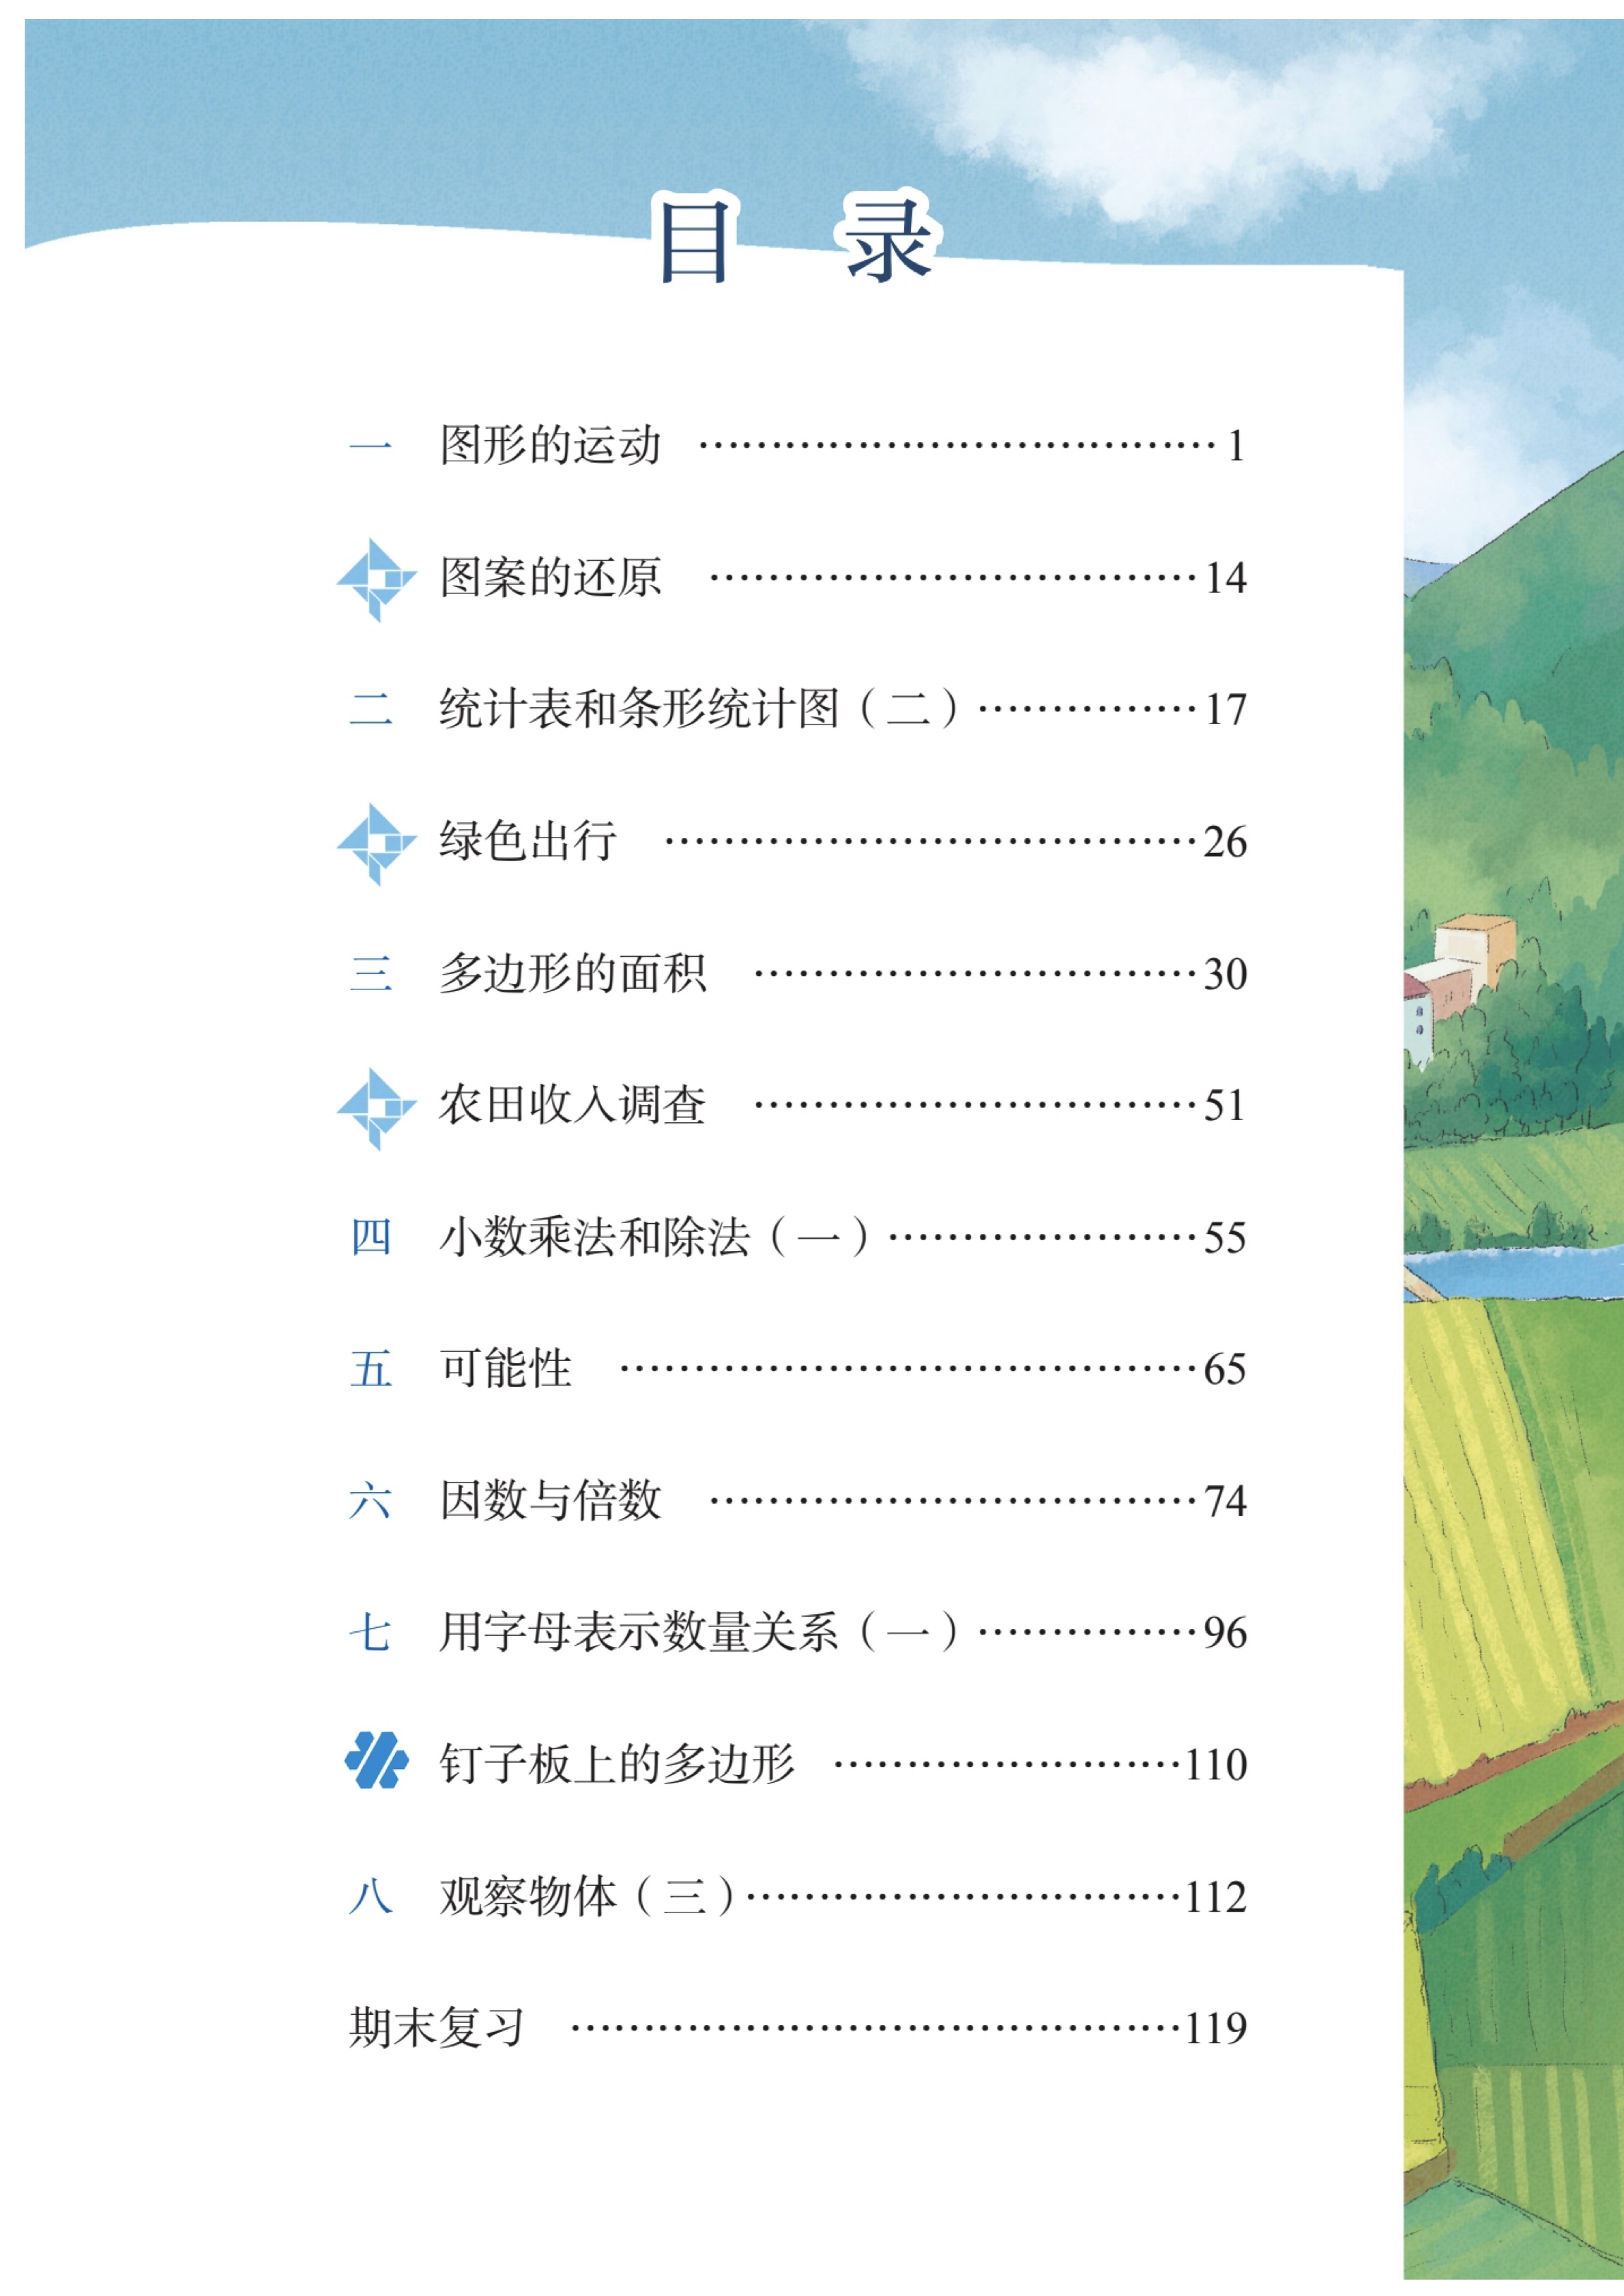 目 录
一 图形的运动 …………………………… 1
图案的还原 …………………………… 14
二 统计表和条形统计图（二）…………… 17
绿色出行 …………………………… 26
三 多边形的面积 …………………………… 30
农田收入调查 …………………………… 51
四 小数乘法和除法（一）………………… 55
五 可能性 ………………………………… 65
六 因数与倍数 …………………………… 74
七 用字母表示数量关系（一）…………… 96
钉子板上的多边形 …………………… 110
八 观察物体（三）………………………… 112
期末复习 ………………………………… 119